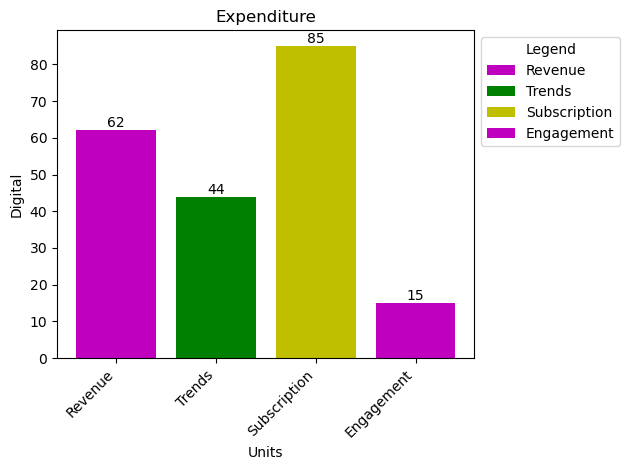 Expenditure
85
62
44
15
80
70
60
50
40
30
20
10
0
Digital
Revenue
Trends
Subscription
Engagement
Units
Legend
Revenue
Trends
Subscription
Engagement